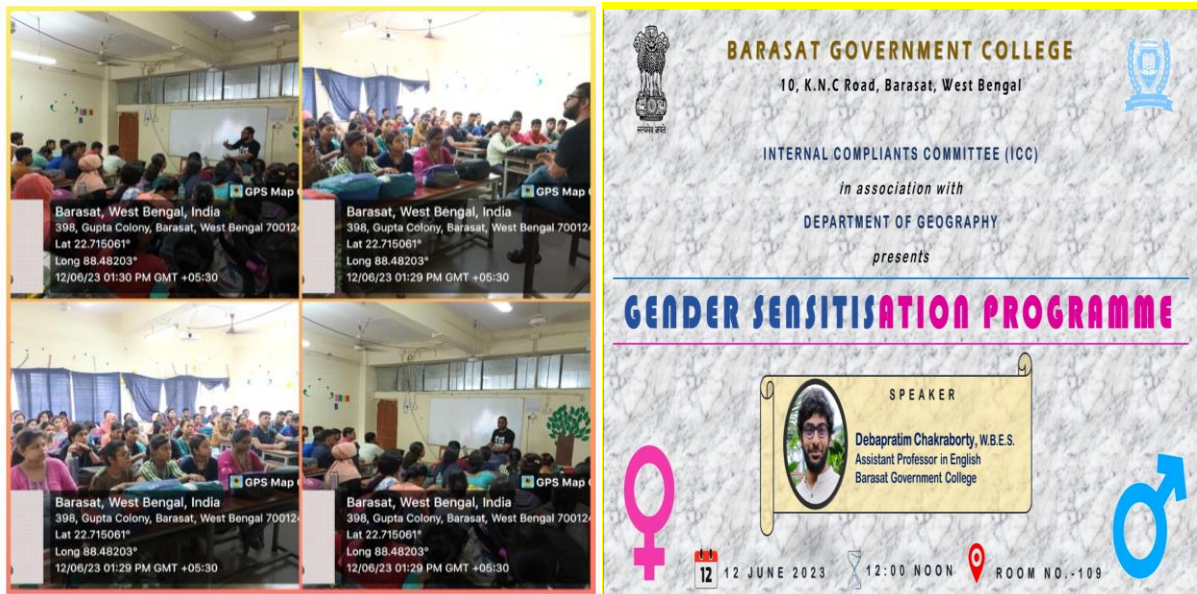 GPS Map
Barasat, West Bengal, India
398, Gupta Colony, Barasat, West Bengal 70012
Lat 22.715061°
Long 88.48203°
12/06/23 01:30 PM GMT +05:30
GPS Map
Barasat, West Bengal, India
398, Gupta Colony, Barasat, West Bengal 70012
Lat 22.715061°
Long 88.48203°
12/06/23 01:29 PM GMT +05:30
GPS Map
Barasat, West Bengal, India
398, Gupta Colony, Barasat, West Bengal 70012
Lat 22.715061°
Long 88.48203°
12/06/23 01:29 PM GMT +05:30
GPS Map
Barasat, West Bengal, India
398, Gupta Colony, Barasat, West Bengal 70012
Lat 22.715061°
Long 88.48203°
12/06/23 01:29 PM GMT +05:30
BARASAT GOVERNMENT COLLEGE
10, K.N.C Road, Barasat, West Bengal
सत्यमेव जयते
INTERNAL COMPLIANTS COMMITTEE (ICC)
in association with
DEPARTMENT OF GEOGRAPHY
presents
GENDER SENSITISATION PROGRAMME
SPEAKER
Debapratim Chakraborty, W.B.E.S.
Assistant Professor in English
Barasat Government College
12 12 JUNE 2023 12:00 NOON ROOM NO.-109